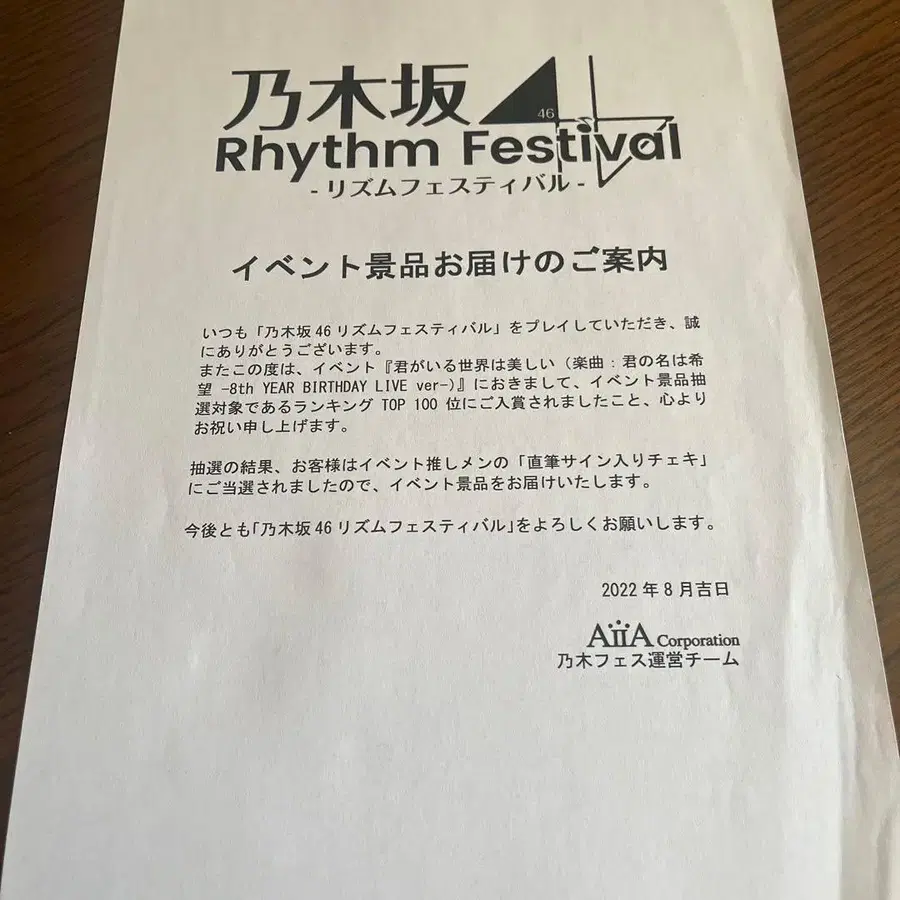 乃木坂46
Rhythm Festival
- リズムフェスティバル -
イベント景品お届けのご案内
いつも「乃木坂46リズムフェスティバル」をプレイしていただき、誠
にありがとうございます。
またこの度は、イベント『君がいる世界は美しい（楽曲：君の名は希
望 -8th YEAR BIRTHDAY LIVE ver-)』におきまして、イベント景品抽
選対象であるランキング TOP 100 位にご入賞されましたこと、心より
お祝い申し上げます。
抽選の結果、お客様はイベント推しメンの「直筆サイン入りチェキ」
にご当選されましたので、イベント景品をお届けいたします。
今後とも「乃木坂46リズムフェスティバル」をよろしくお願いします。
2022年8月吉日
AiiA Corporation
乃木フェス運営チーム